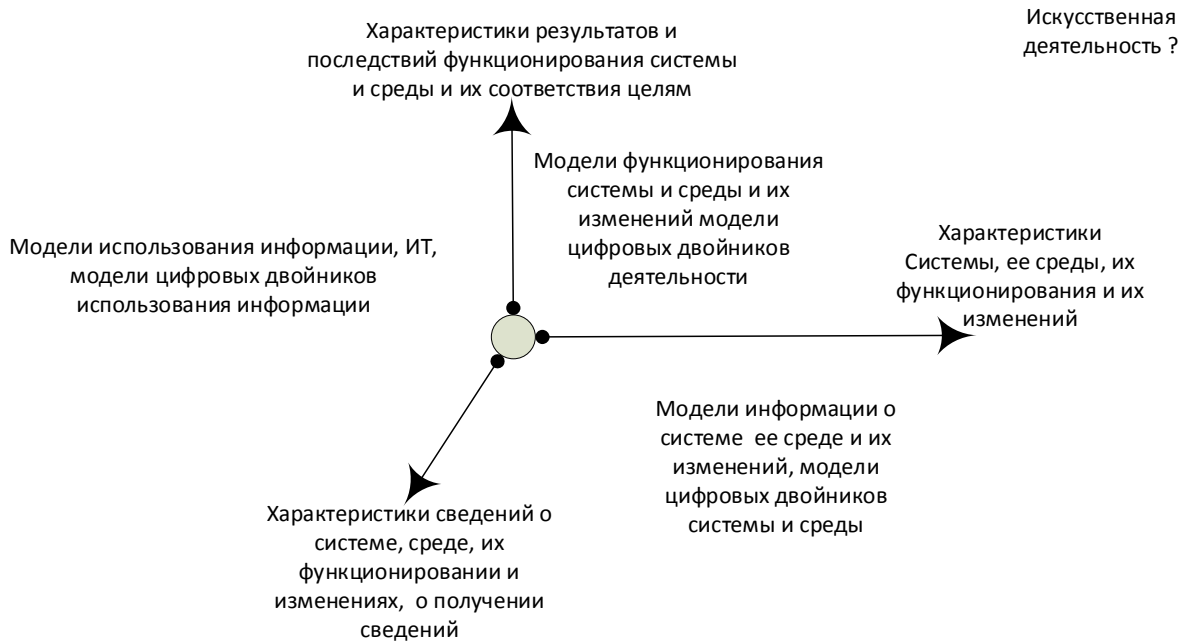 Искусственная
деятельность ?
Характеристики результатов и
последствий функционирования системы
и среды и их соответствия целям
Модели функционирования
системы и среды и их
изменений модели
цифровых двойников
деятельности
Модели использования информации, ИТ,
модели цифровых двойников
использования информации
Характеристики
Системы, ее среды, их
функционирования и их
изменений
Модели информации о
системе ее среде и их
изменений, модели
цифровых двойников
системы и среды
Характеристики сведений о
системе, среде, их
функционировании и
изменениях, о получении
сведений